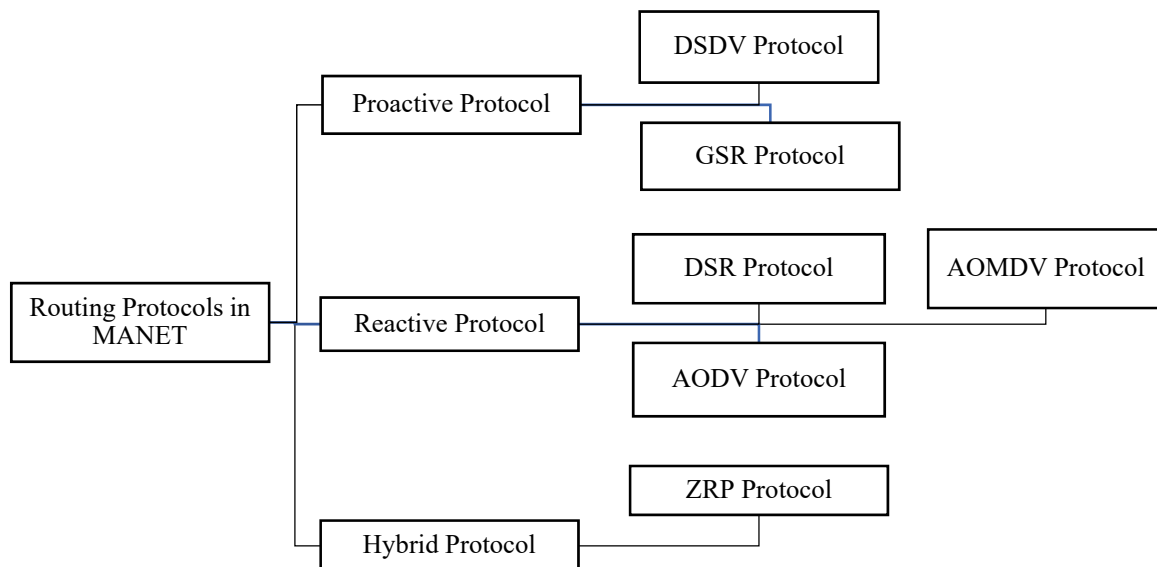 DSDV Protocol
Proactive Protocol
GSR Protocol
DSR Protocol
AOMDV Protocol
Routing Protocols in
MANET
Reactive Protocol
AODV Protocol
ZRP Protocol
Hybrid Protocol